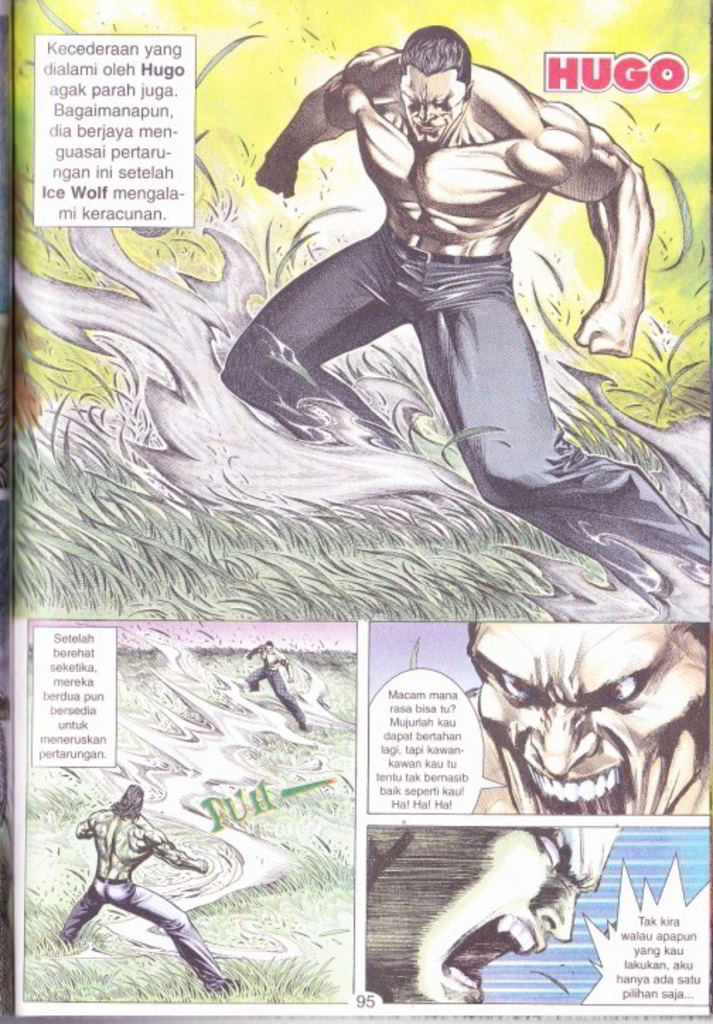 Kecederaan yang
dialami oleh Hugo
agak parah juga.
Bagaimanapun,
dia berjaya men-
guasai pertaru-
ngan ini setelah
Ice Wolf mengala-
mi keracunan.
HUGO
Setelah
berehat
seketika,
mereka
berdua pun
bersedia
untuk
meneruskan
pertarungan.
FUH
Macam mana
rasa bisa tu?
Mujurlah kau
dapat bertahan
lagi, tapi kawan-
kawan kau tu
tentu tak bernasib
baik seperti kau!
Ha! Ha! Ha!
Tak kira
walau apapun
yang kau
lakukan, aku
hanya ada satu
pilihan saja...
95